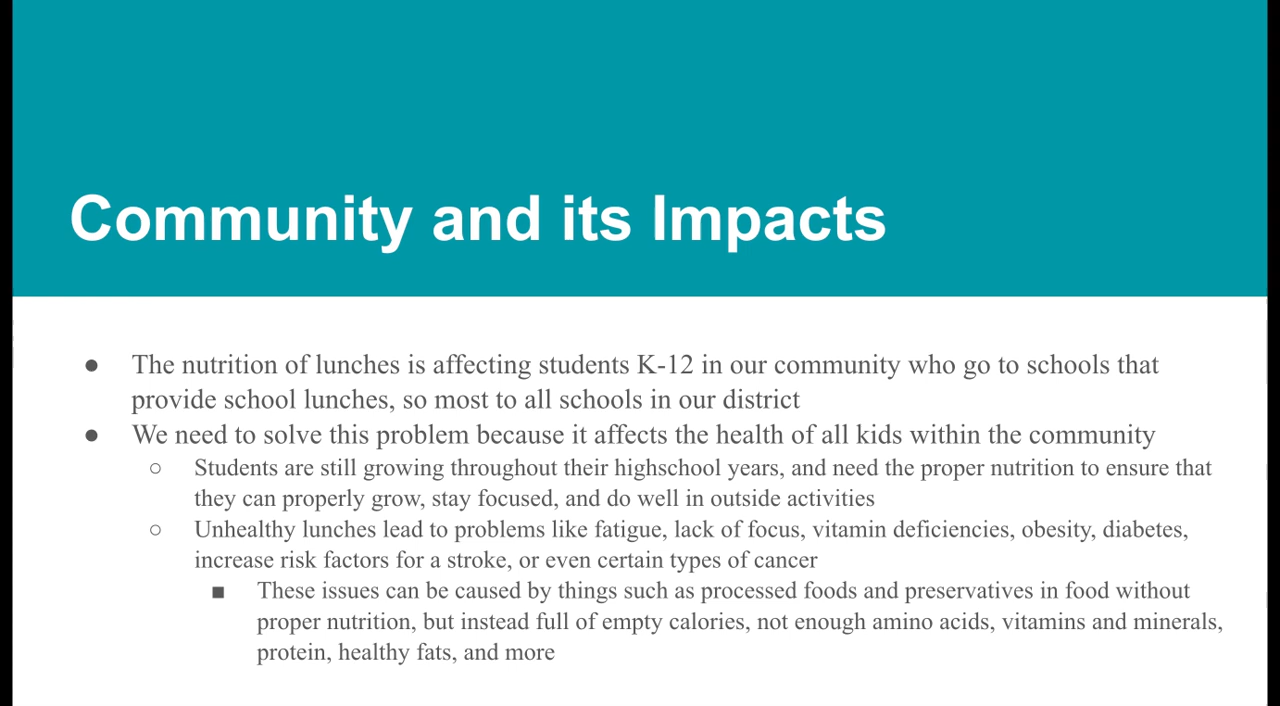 Community and its Impacts
● The nutrition of lunches is affecting students K-12 in our community who go to schools that
provide school lunches, so most to all schools in our district
● We need to solve this problem because it affects the health of all kids within the community
○ Students are still growing throughout their highschool years, and need the proper nutrition to ensure that
they can properly grow, stay focused, and do well in outside activities
○ Unhealthy lunches lead to problems like fatigue, lack of focus, vitamin deficiencies, obesity, diabetes,
increase risk factors for a stroke, or even certain types of cancer
■ These issues can be caused by things such as processed foods and preservatives in food without
proper nutrition, but instead full of empty calories, not enough amino acids, vitamins and minerals,
protein, healthy fats, and more